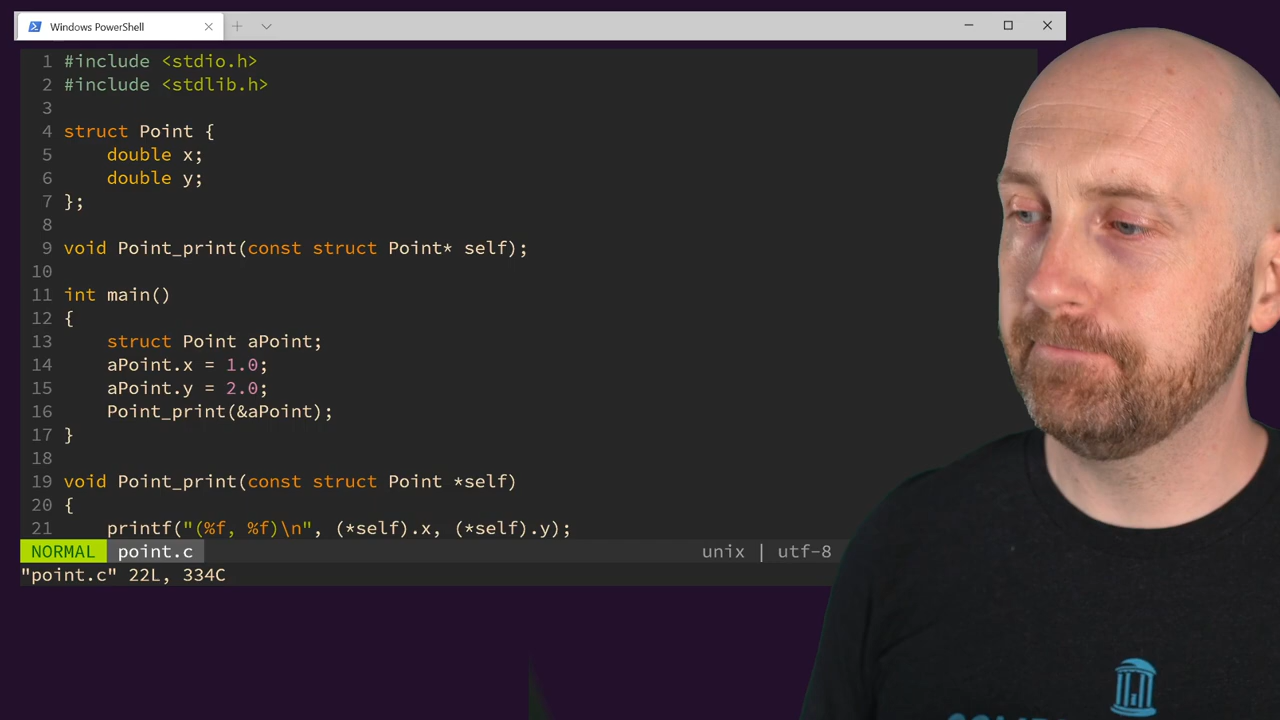 Windows PowerShell
1 #include <stdio.h>
2 #include <stdlib.h>
3
4 struct Point {
5     double x;
6     double y;
7 };
8
9 void Point_print(const struct Point* self);
10
11 int main()
12 {
13     struct Point aPoint;
14     aPoint.x = 1.0;
15     aPoint.y = 2.0;
16     Point_print(&aPoint);
17 }
18
19 void Point_print(const struct Point *self)
20 {
21     printf("(%f, %f)\n", (*self).x, (*self).y);
NORMAL point.c unix | utf-8
"point.c" 22L, 334C